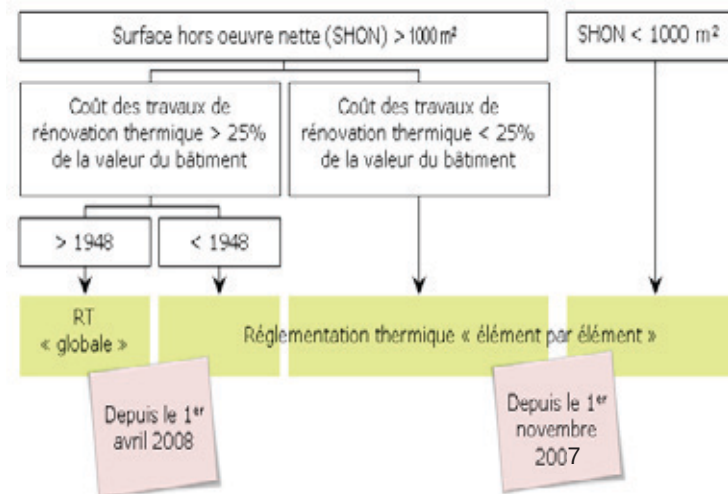 Surface hors oeuvre nette (SHON) > 1000 m²
SHON < 1000 m²
Coût des travaux de
rénovation thermique > 25%
de la valeur du bâtiment
Coût des travaux de
rénovation thermique < 25%
de la valeur du bâtiment
> 1948
< 1948
RT
« globale »
Réglementation thermique « élément par élément »
Depuis le 1er
avril 2008
Depuis le 1er
novembre
2007